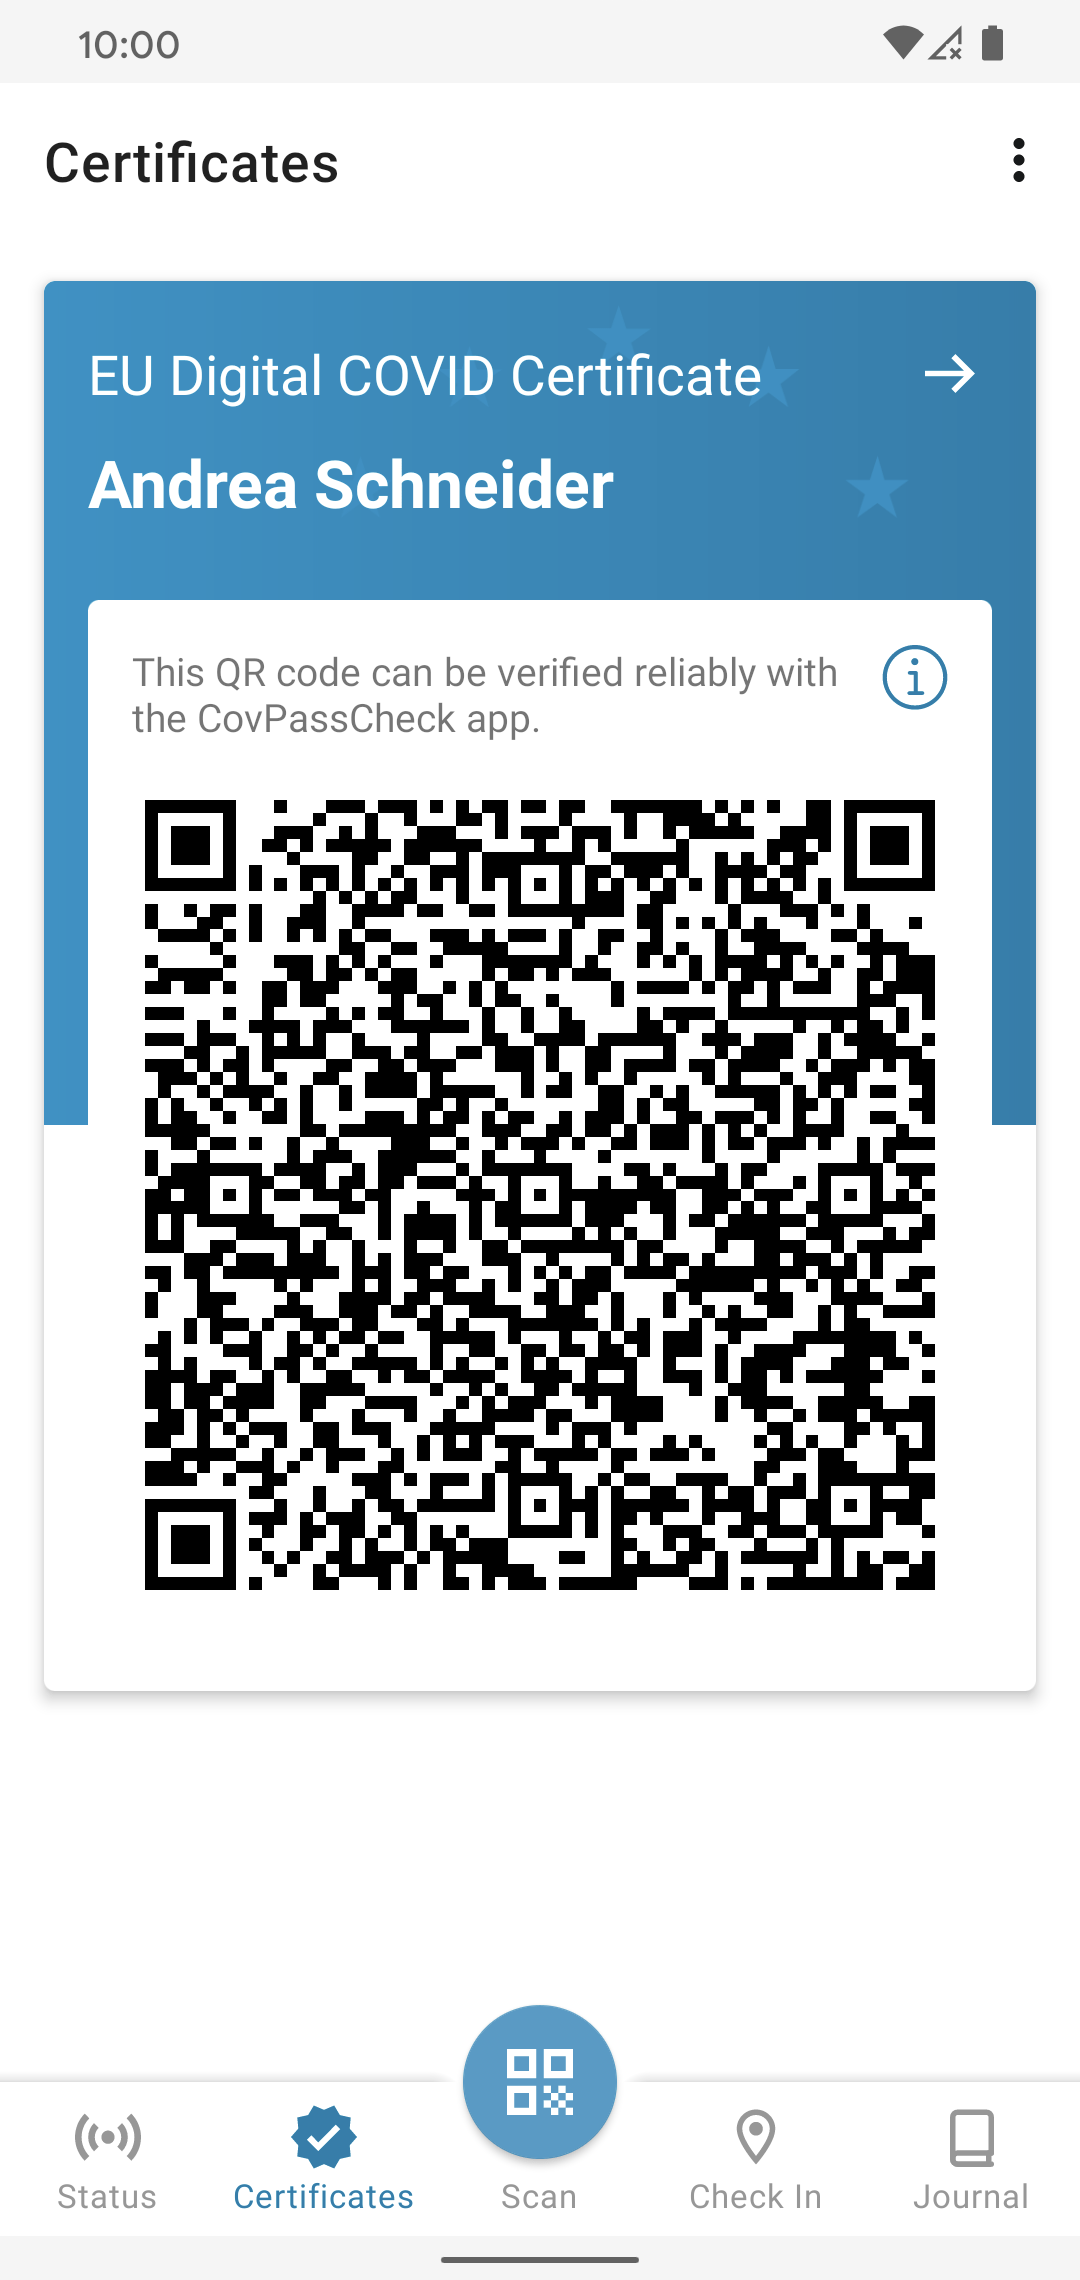 10:00
Certificates
EU Digital COVID Certificate
Andrea Schneider
This QR code can be verified reliably with
the CovPassCheck app.
Status
Certificates
Scan
Check In
Journal